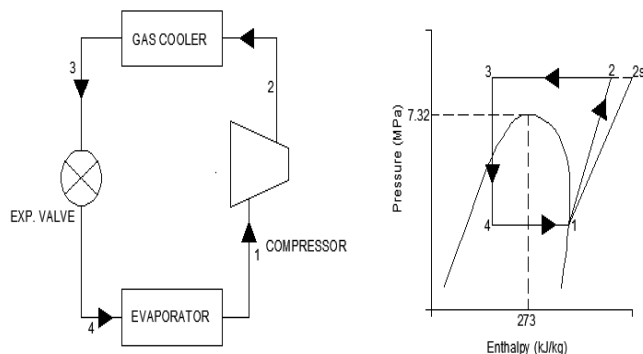 GAS COOLER
3
2
EXP. VALVE
COMPRESSOR
1
4
EVAPORATOR
3
2
2s
7.32
Pressure (MPa)
4
1
273
Enthalpy (kJ/kg)